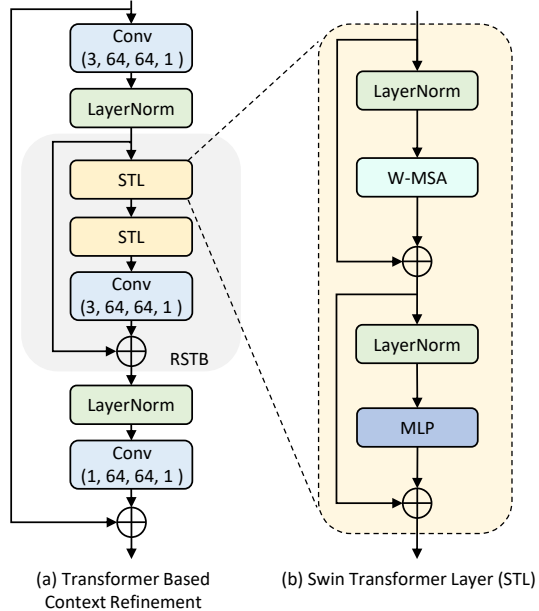 Conv
(3, 64, 64, 1 )
LayerNorm
STL
STL
Conv
(3, 64, 64, 1 )
RSTB
LayerNorm
Conv
(1, 64, 64, 1 )
(a) Transformer Based
Context Refinement
LayerNorm
W-MSA
LayerNorm
MLP
(b) Swin Transformer Layer (STL)